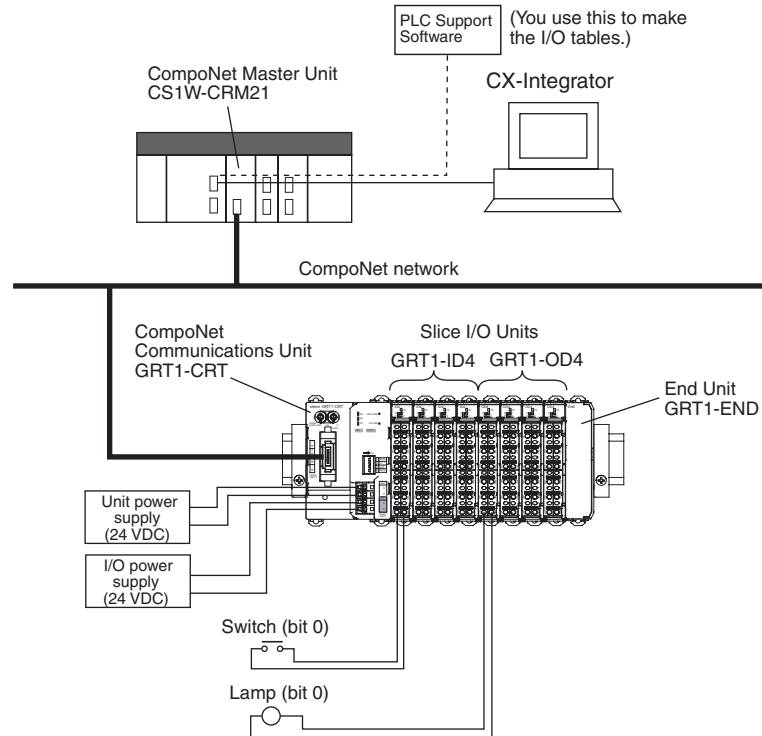 PLC Support
Software
(You use this to make
the I/O tables.)
CompoNet Master Unit
CS1W-CRM21
CX-Integrator
CompoNet network
CompoNet
Communications Unit
GRT1-CRT
Slice I/O Units
GRT1-ID4
GRT1-OD4
End Unit
GRT1-END
GRT1-CRT
Unit power
supply
(24 VDC)
I/O power
supply
(24 VDC)
Switch (bit 0)
Lamp (bit 0)